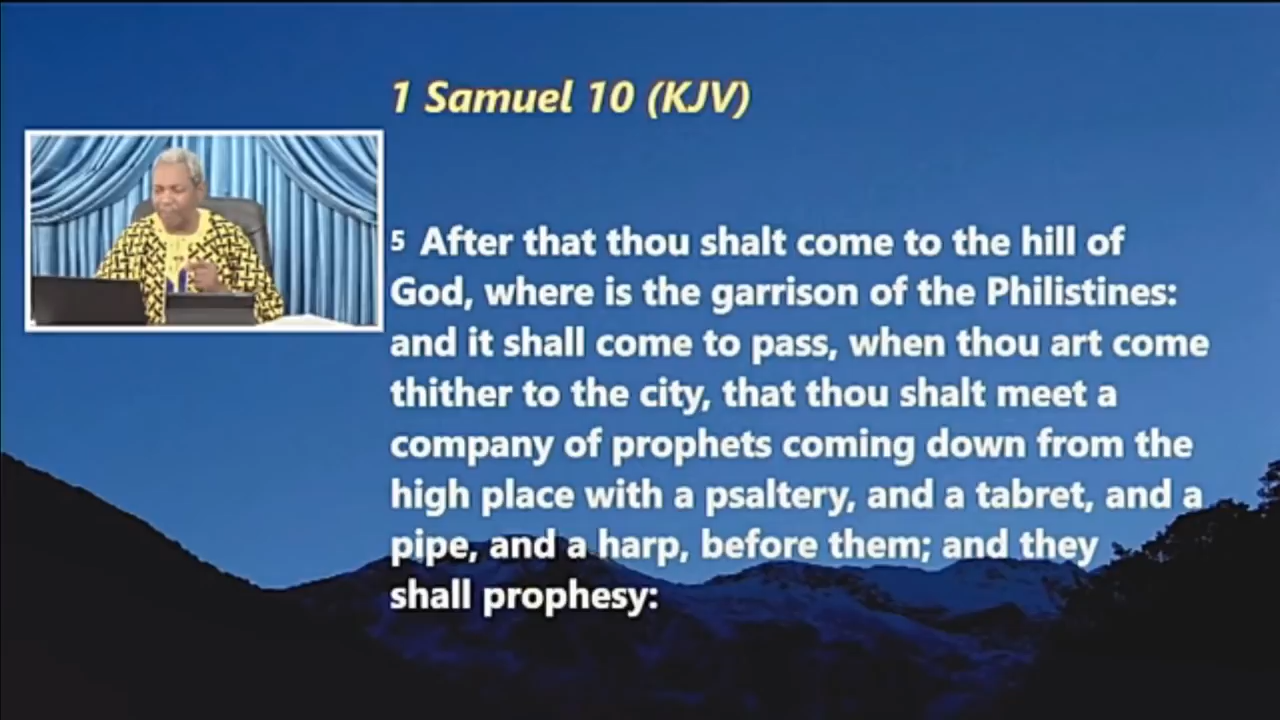 1 Samuel 10 (KJV)
5 After that thou shalt come to the hill of
God, where is the garrison of the Philistines:
and it shall come to pass, when thou art come
thither to the city, that thou shalt meet a
company of prophets coming down from the
high place with a psaltery, and a tabret, and a
pipe, and a harp, before them; and they
shall prophesy: